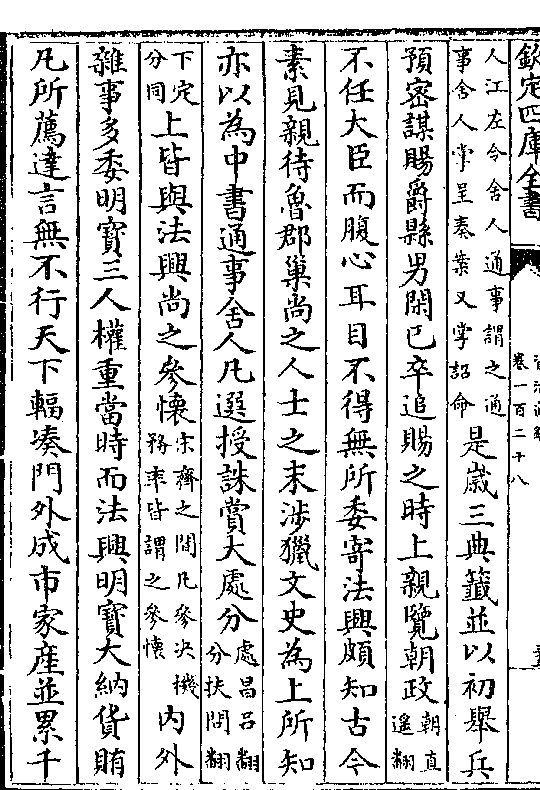 欽定四庫全書
卷一百二十八
人江左今舍人通事謂之通
事舍人掌呈奏案又掌詔命
是歲三典籤並以初舉兵
預密謀賜爵縣男閑已卒追賜之時上親覽朝政
朝直
遥翻
不任大臣而腹心耳目不得無所委寄法興頗知古今
素見親待魯郡巢尚之人士之末涉獵文史為上所知
亦以為中書通事舍人凡選授誅賞大處分
處昌呂翻
分扶問翻
下定
分同
上皆與法興尚之參懷
宋齊之間凡參決機
務率皆謂之參懷
內外
雜事多委明寶三人權重當時而法興明寶大納貨賄
凡所薦達言無不行天下輻湊門外成市家産並累千